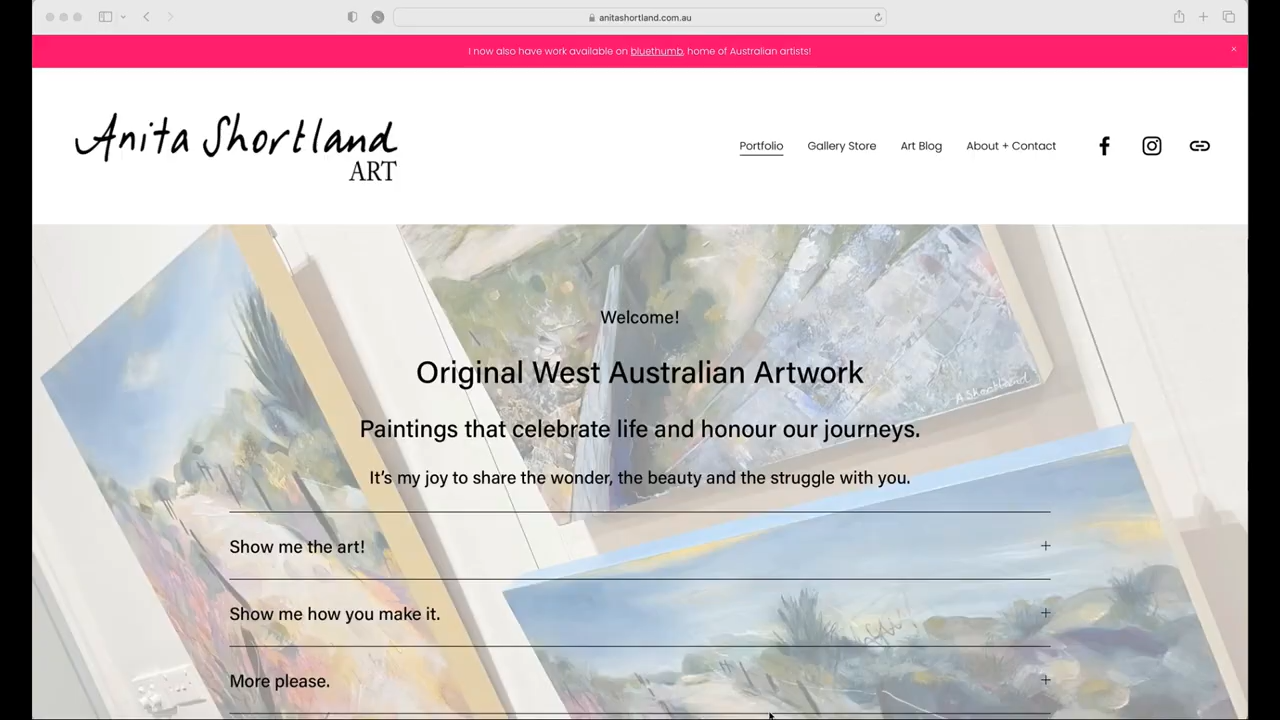 anitashortland.com.au
I now also have work available on bluethumb, home of Australian artists!
Anita Shortland
ART
Portfolio
Gallery Store
Art Blog
About + Contact
Welcome!
A Shortland
Original West Australian Artwork
Paintings that celebrate life and honour our journeys.
It’s my joy to share the wonder, the beauty and the struggle with you.
Show me the art!
Show me how you make it.
More please.